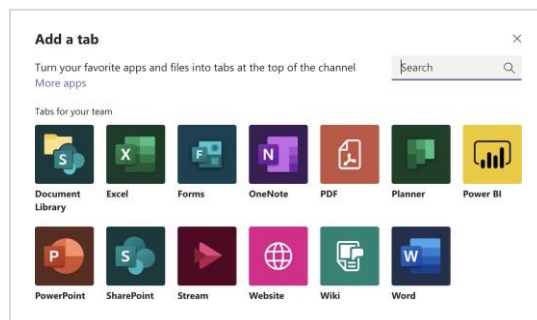 Add a tab
Turn your favorite apps and files into tabs at the top of the channel
Search
More apps
Tabs for your team
S
X
F
N
Document Library
Excel
Forms
OneNote
PDF
Planner
Power BI
P
S
W
PowerPoint
SharePoint
Stream
Website
Wiki
Word